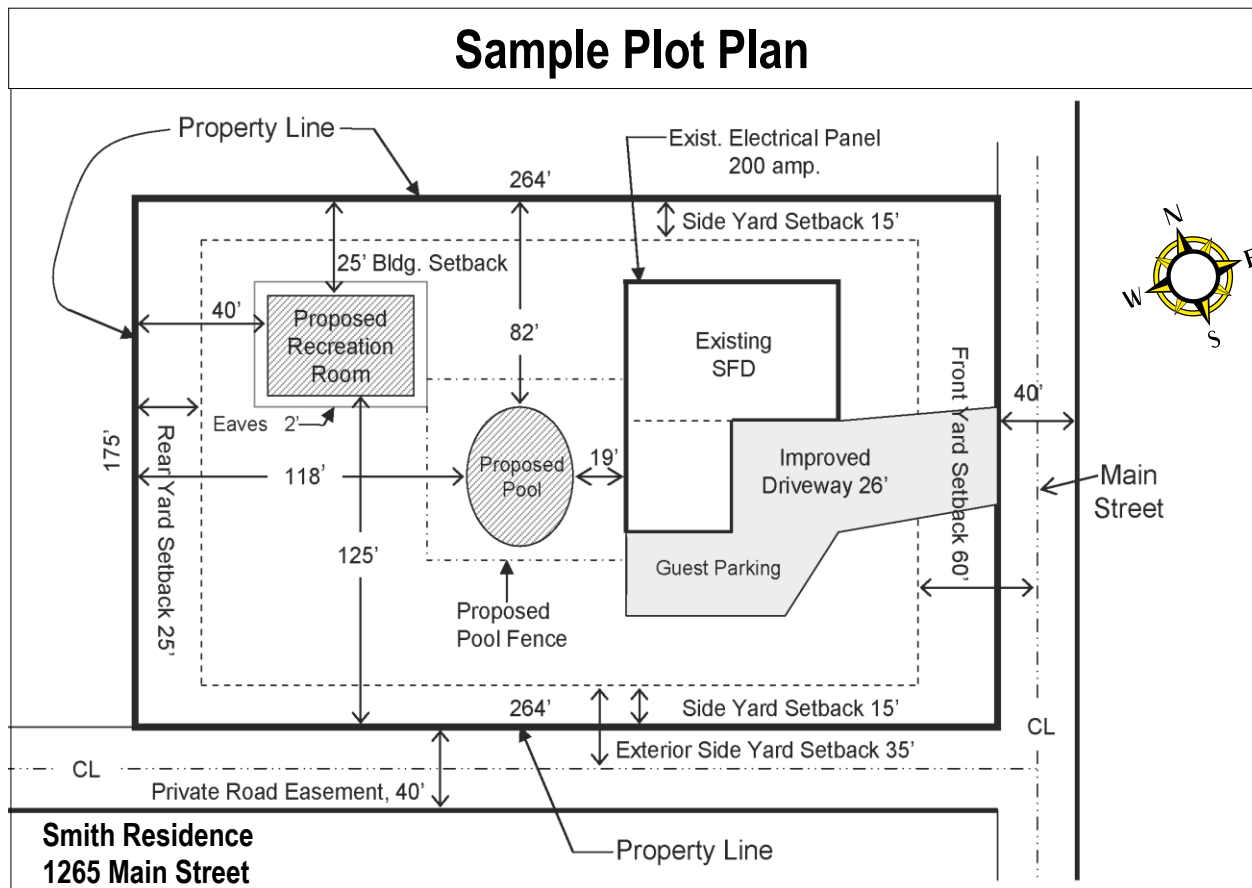 Sample Plot Plan
Property Line
Exist. Electrical Panel
200 amp.
264’
Side Yard Setback 15’
N
E
W
S
25’ Bldg. Setback
40’
Proposed
Recreation
Room
82’
Existing
SFD
Front Yard Setback 60’
40’
Eaves 2’
175’
Rear Yard Setback 25’
118’
Proposed
Pool
19’
Improved
Driveway 26’
Main
Street
125’
Guest Parking
Proposed
Pool Fence
264’
Side Yard Setback 15’
CL
Exterior Side Yard Setback 35’
CL
Private Road Easement, 40’
Smith Residence
1265 Main Street
Property Line